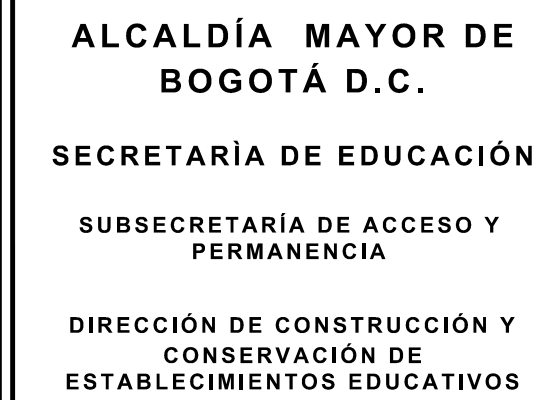 ALCALDÍA MAYOR DE
BOGOTÁ D.C.
SECRETARÌA DE EDUCACIÓN
SUBSECRETARÍA DE ACCESO Y
PERMANENCIA
DIRECCIÓN DE CONSTRUCCIÓN Y
CONSERVACIÓN DE
ESTABLECIMIENTOS EDUCATIVOS